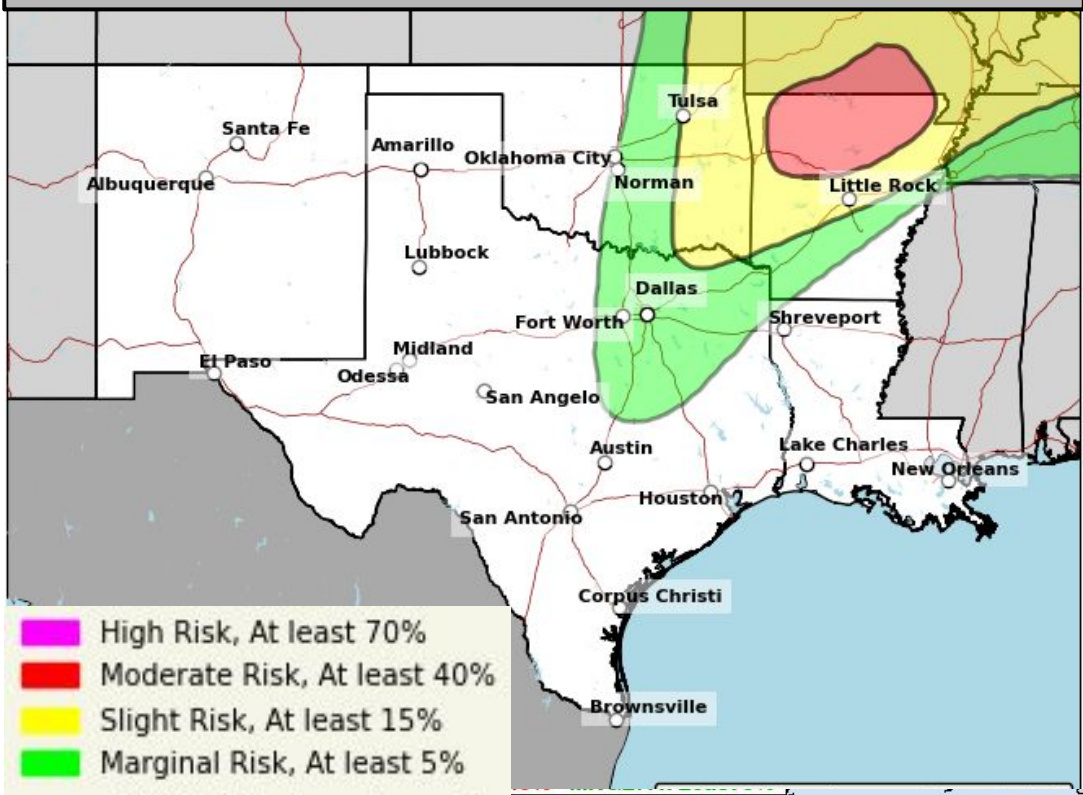 Tulsa
Santa Fe
Amarillo
Oklahoma City
Albuquerque
Norman
Little Rock
Lubbock
Dallas
Fort Worth
Shreveport
Midland
El Paso
Odessa
San Angelo
Austin
Lake Charles
New Orleans
Houston
San Antonio
Corpus Christi
Brownsville
High Risk, At least 70%
Moderate Risk, At least 40%
Slight Risk, At least 15%
Marginal Risk, At least 5%